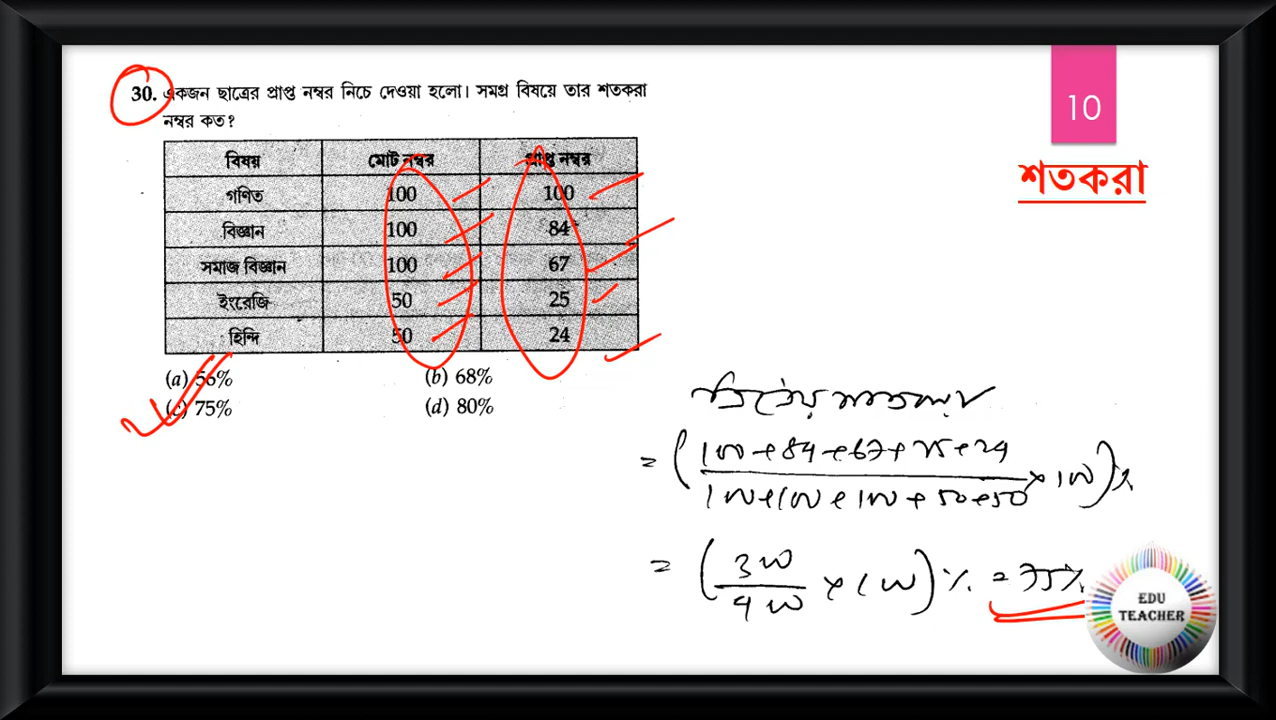 30. একজন ছাত্রের প্রাপ্ত নম্বর নিচে দেওয়া হলো। সমগ্র বিষয়ে তার শতকরা
নম্বর কত?
বিষয় মোট নম্বর প্রাপ্ত নম্বর
গণিত 100 100
বিজ্ঞান 100 84
সমাজ বিজ্ঞান 100 67
ইংরেজি 50 25
হিন্দি 50 24
(a) 56% (b) 68%
(c) 75% (d) 80%
10
শতকরা
= (100+84+67+25+24
100+100+100+50+50 × 100)%
= (300
400 × 100)% = 75%
EDU
TEACHER